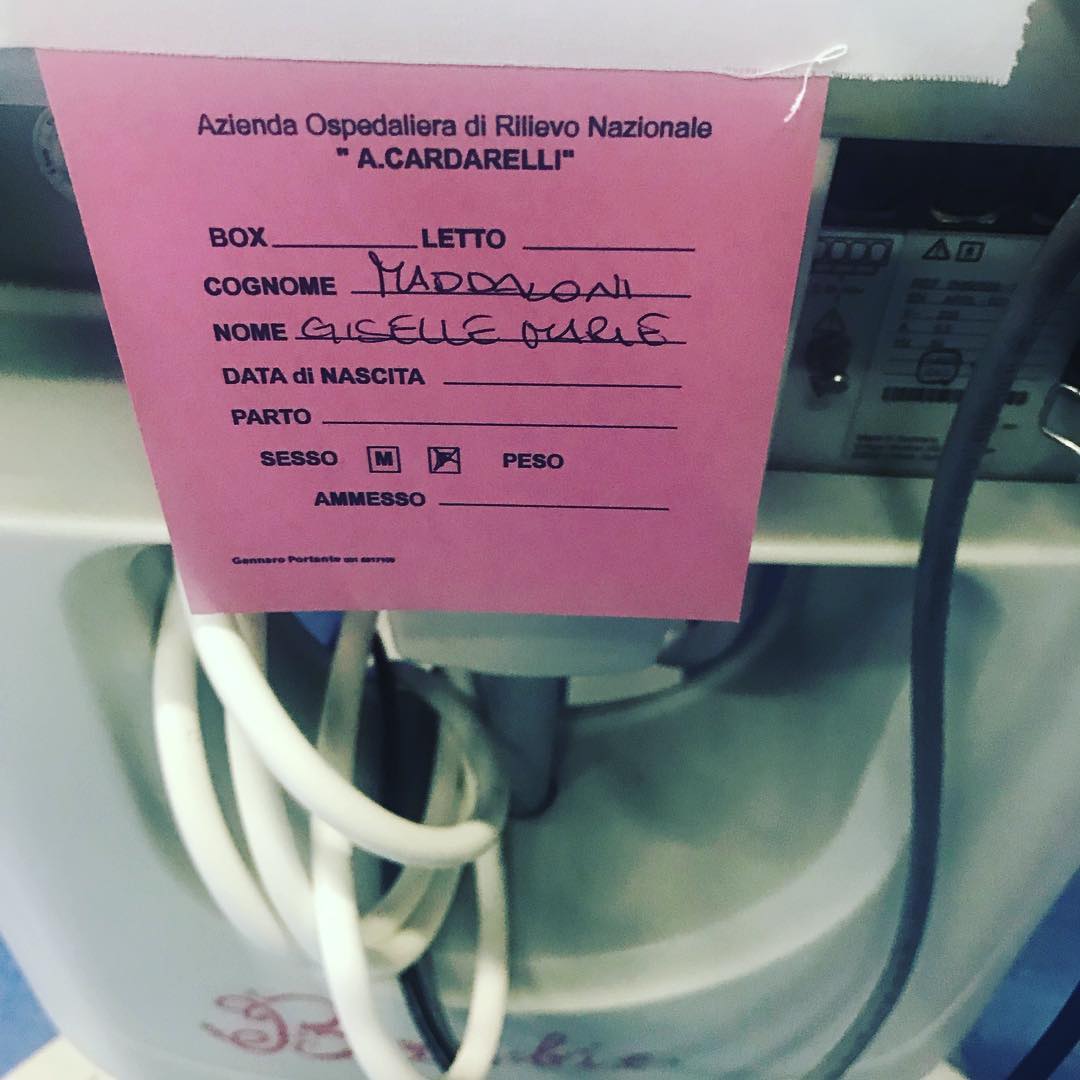 Azienda Ospedaliera di Rilievo Nazionale
" A.CARDARELLI"
BOX LETTO
COGNOME MADDALONI
NOME GISELLE MARIE
DATA di NASCITA
PARTO
SESSO M F PESO
AMMESSO
Gennaro Portante